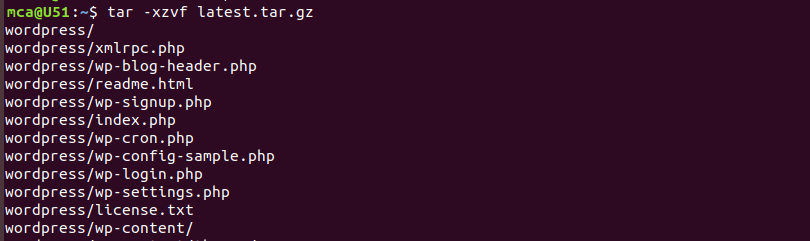 mca@U51:~$ tar -xzvf latest.tar.gz
wordpress/
wordpress/xmlrpc.php
wordpress/wp-blog-header.php
wordpress/readme.html
wordpress/wp-signup.php
wordpress/index.php
wordpress/wp-cron.php
wordpress/wp-config-sample.php
wordpress/wp-login.php
wordpress/wp-settings.php
wordpress/license.txt
wordpress/wp-content/